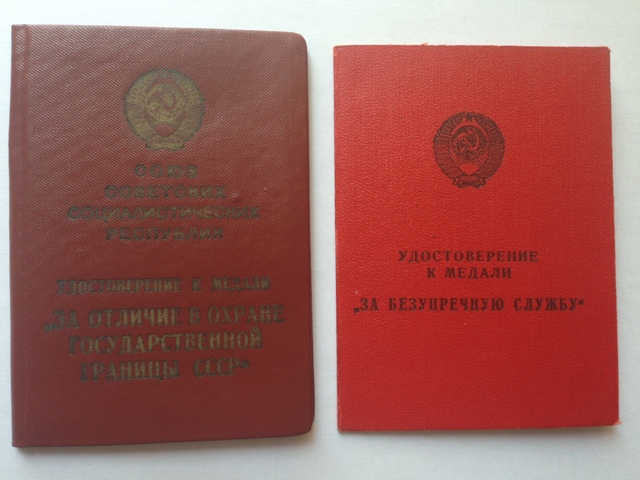 СОЮЗ
СОВЕТСКИХ
СОЦИАЛИСТИЧЕСКИХ
РЕСПУБЛИК
УДОСТОВЕРЕНИЕ К МЕДАЛИ
„ЗА ОТЛИЧИЕ В ОХРАНЕ
ГОСУДАРСТВЕННОЙ
ГРАНИЦЫ СССР“
УДОСТОВЕРЕНИЕ
К МЕДАЛИ
„ЗА БЕЗУПРЕЧНУЮ СЛУЖБУ“